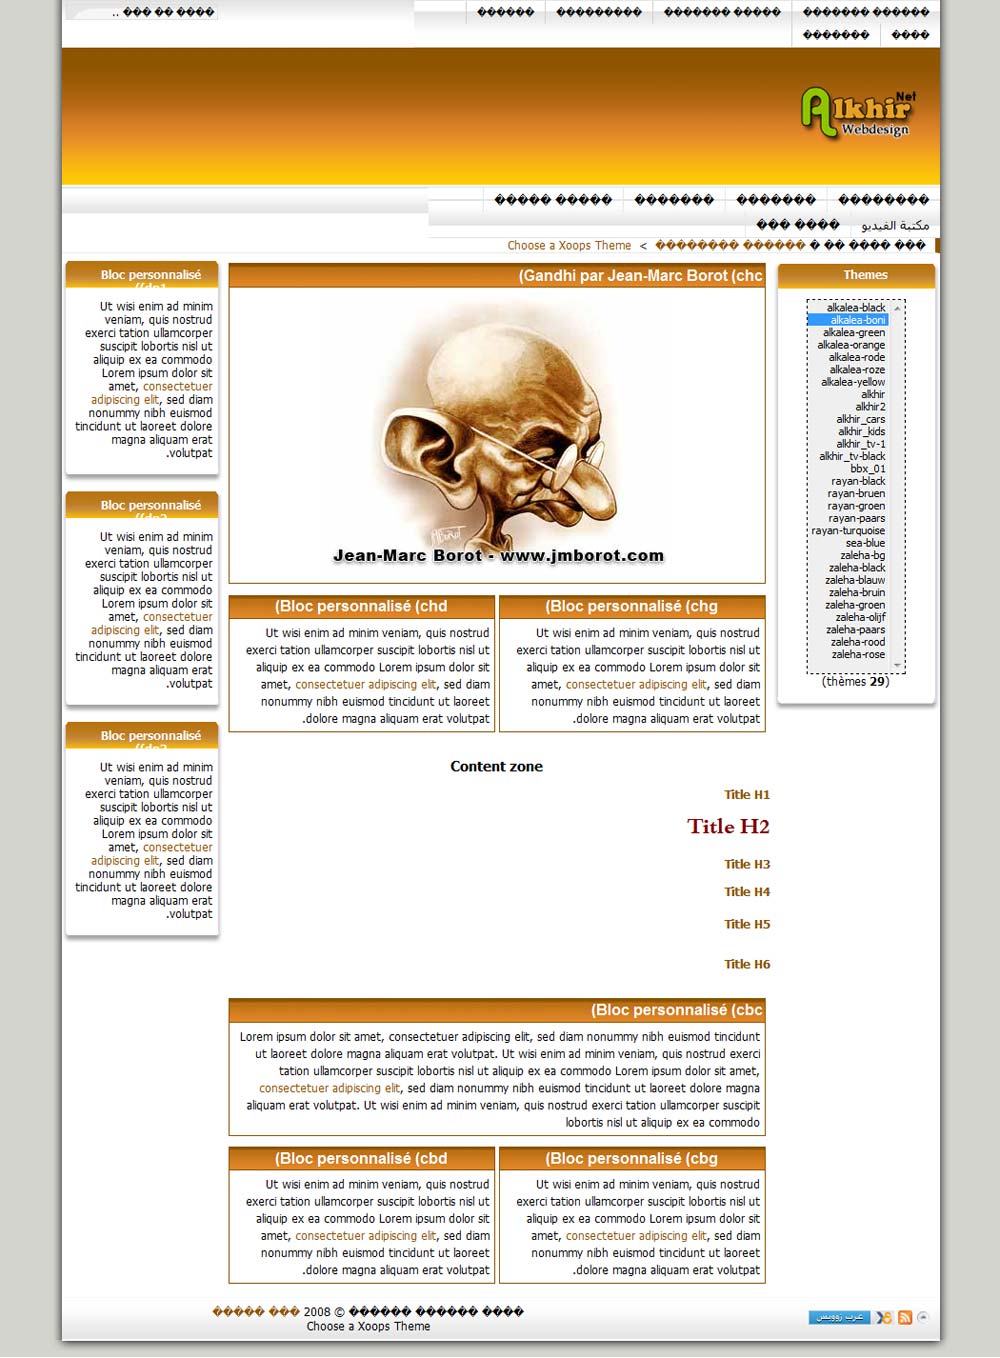 Alkhir Net
Webdesign
مكتبة الفيديو
Choose a Xoops Theme <
Themes
alkalea-black
alkalea-boni
alkalea-green
alkalea-orange
alkalea-rode
alkalea-roze
alkalea-yellow
alkhir
alkhir2
alkhir_cars
alkhir_kids
alkhir_tv-1
alkhir_tv-black
bbx_01
rayan-black
rayan-bruen
rayan-groen
rayan-paars
rayan-turquoise
sea-blue
zaleha-bg
zaleha-black
zaleha-blauw
zaleha-bruin
zaleha-groen
zaleha-olijf
zaleha-paars
zaleha-rood
zaleha-rose
(thèmes 29)
(Gandhi par Jean-Marc Borot (chc
Jean-Marc Borot - www.jmborot.com
(Bloc personnalisé (chg
Ut wisi enim ad minim veniam, quis nostrud
exerci tation ullamcorper suscipit lobortis nisl ut
aliquip ex ea commodo Lorem ipsum dolor sit
amet, consectetuer adipiscing elit, sed diam
nonummy nibh euismod tincidunt ut laoreet
.dolore magna aliquam erat volutpat
(Bloc personnalisé (chd
Ut wisi enim ad minim veniam, quis nostrud
exerci tation ullamcorper suscipit lobortis nisl ut
aliquip ex ea commodo Lorem ipsum dolor sit
amet, consectetuer adipiscing elit, sed diam
nonummy nibh euismod tincidunt ut laoreet
.dolore magna aliquam erat volutpat
Content zone
Title H1
Title H2
Title H3
Title H4
Title H5
Title H6
(Bloc personnalisé (cbc
Lorem ipsum dolor sit amet, consectetuer adipiscing elit, sed diam nonummy nibh euismod tincidunt
ut laoreet dolore magna aliquam erat volutpat. Ut wisi enim ad minim veniam, quis nostrud exerci
tation ullamcorper suscipit lobortis nisl ut aliquip ex ea commodo Lorem ipsum dolor sit amet,
consectetuer adipiscing elit, sed diam nonummy nibh euismod tincidunt ut laoreet dolore magna
aliquam erat volutpat. Ut wisi enim ad minim veniam, quis nostrud exerci tation ullamcorper suscipit
lobortis nisl ut aliquip ex ea commodo
(Bloc personnalisé (cbg
Ut wisi enim ad minim veniam, quis nostrud
exerci tation ullamcorper suscipit lobortis nisl ut
aliquip ex ea commodo Lorem ipsum dolor sit
amet, consectetuer adipiscing elit, sed diam
nonummy nibh euismod tincidunt ut laoreet
.dolore magna aliquam erat volutpat
(Bloc personnalisé (cbd
Ut wisi enim ad minim veniam, quis nostrud
exerci tation ullamcorper suscipit lobortis nisl ut
aliquip ex ea commodo Lorem ipsum dolor sit
amet, consectetuer adipiscing elit, sed diam
nonummy nibh euismod tincidunt ut laoreet
.dolore magna aliquam erat volutpat
Bloc personnalisé
Ut wisi enim ad minim
veniam, quis nostrud
exerci tation ullamcorper
suscipit lobortis nisl ut
aliquip ex ea commodo
Lorem ipsum dolor sit
amet, consectetuer
adipiscing elit, sed diam
nonummy nibh euismod
tincidunt ut laoreet dolore
magna aliquam erat
.volutpat
Bloc personnalisé
Ut wisi enim ad minim
veniam, quis nostrud
exerci tation ullamcorper
suscipit lobortis nisl ut
aliquip ex ea commodo
Lorem ipsum dolor sit
amet, consectetuer
adipiscing elit, sed diam
nonummy nibh euismod
tincidunt ut laoreet dolore
magna aliquam erat
.volutpat
Bloc personnalisé
Ut wisi enim ad minim
veniam, quis nostrud
exerci tation ullamcorper
suscipit lobortis nisl ut
aliquip ex ea commodo
Lorem ipsum dolor sit
amet, consectetuer
adipiscing elit, sed diam
nonummy nibh euismod
tincidunt ut laoreet dolore
magna aliquam erat
.volutpat
2008 ©
Choose a Xoops Theme
عرب زووبس